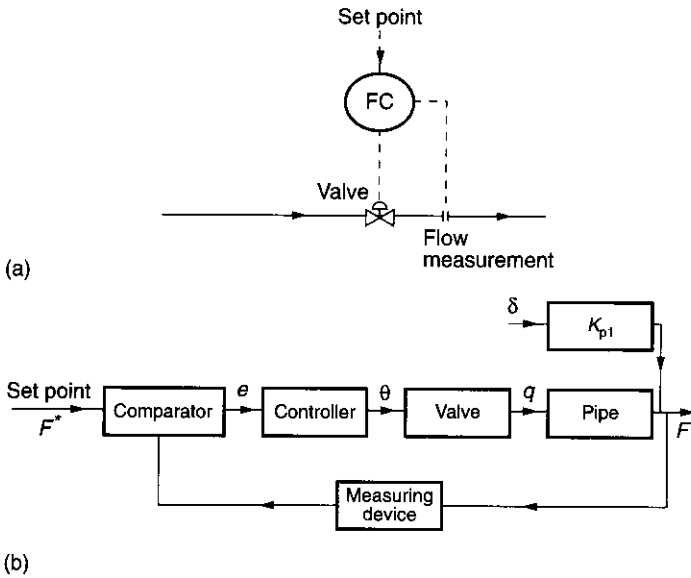 Set point
FC
Valve
Flow
measurement
(a)
δ
K_p1
Set point
F*
Comparator
e
Controller
θ
Valve
q
Pipe
F
Measuring
device
(b)